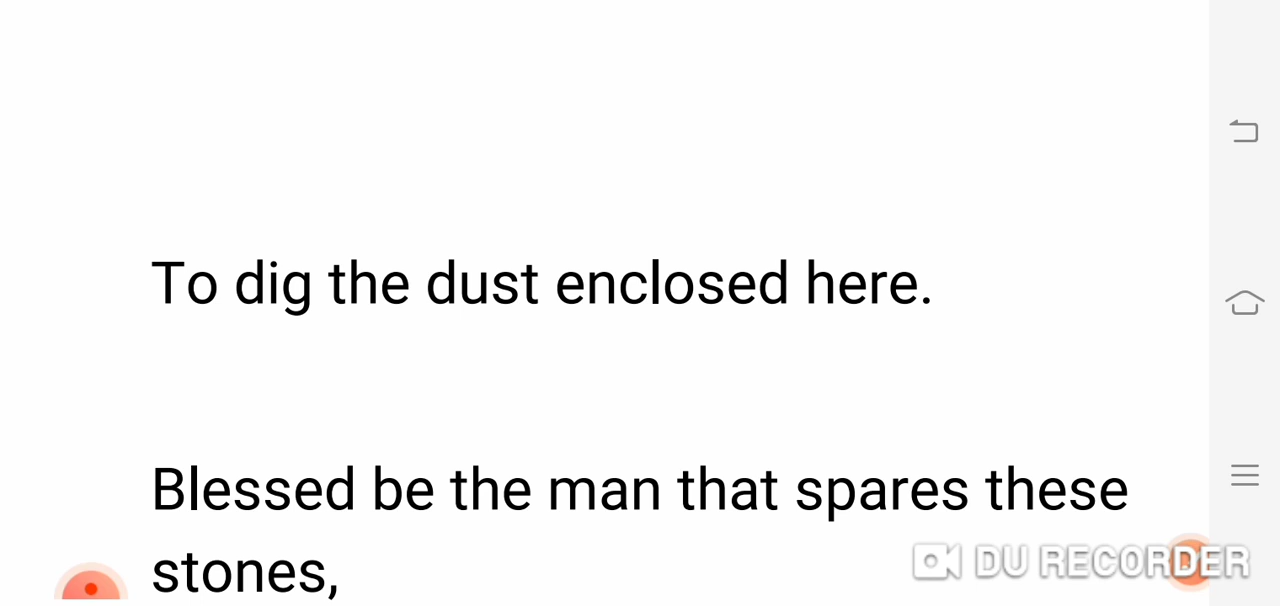 To dig the dust enclosed here.
Blessed be the man that spares these
stones,
DU RECORDER